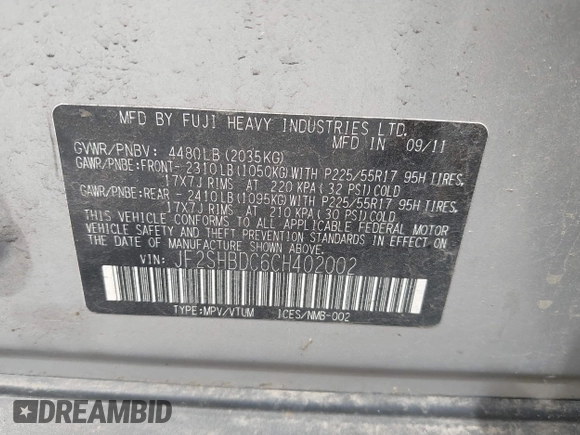 MFD BY FUJI HEAVY INDUSTRIES LTD.
MFD IN 09/11
GVWR/PNBV: 4480LB(2035KG)
GAWR/PNBE:FRONT- 2310LB(1050KG)WITH P225/55R17 95H TIRES.
17X7J RIMS AT 220 KPA(32 PSI)COLD
GAWR/PNBE:REAR - 2410LB(1095KG)WITH P225/55R17 95H TIRES.
17X7J RIMS AT 210 KPA(30 PSI)COLD
THIS VEHICLE CONFORMS TO ALL APPLICABLE FEDERAL MOTOR
VEHICLE SAFETY AND THEFT PREVENTION STANDARDS IN EFFECT
ON THE DATE OF MANUFACTURE SHOWN ABOVE.
VIN: JF2SHBDC6CH402002
TYPE:MPV/VTUM ICES/NMB-002
DREAMBID